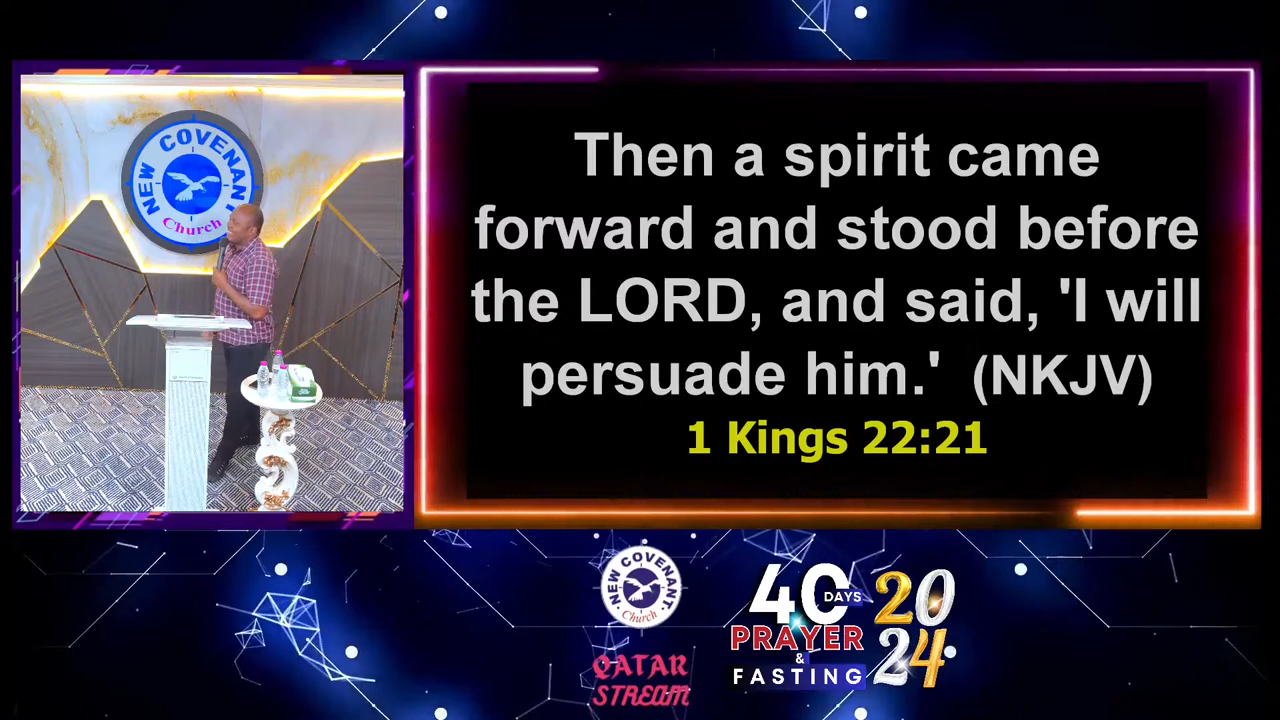 NEW COVENANT
Church
Then a spirit came
forward and stood before
the LORD, and said, 'I will
persuade him.' (NKJV)
1 Kings 22:21
NEW COVENANT
Church
QATAR
STREAM
40 DAYS
PRAYER
&
FASTING
2024